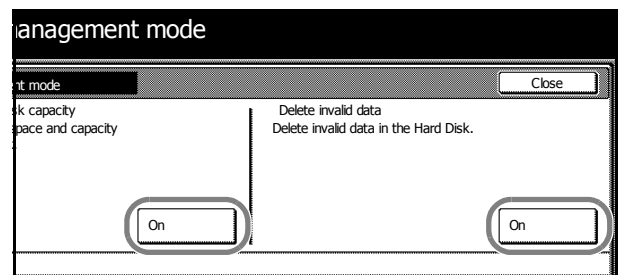 management mode
nt mode
Close
sk capacity
pace and capacity
On
Delete invalid data
Delete invalid data in the Hard Disk.
On